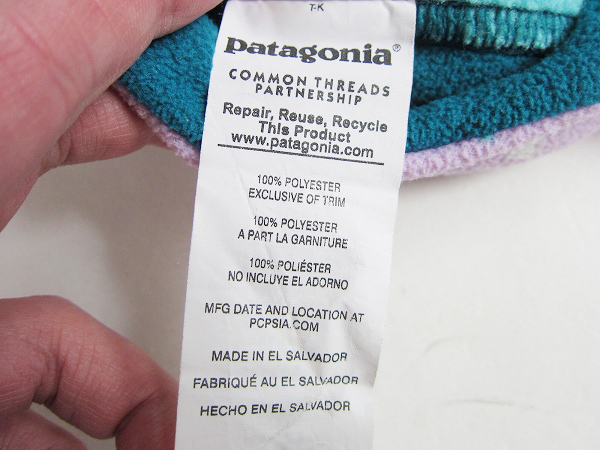 T-K
patagonia®
COMMON THREADS
PARTNERSHIP
Repair, Reuse, Recycle
This Product
www.patagonia.com
100% POLYESTER
EXCLUSIVE OF TRIM
100% POLYESTER
A PART LA GARNITURE
100% POLIÉSTER
NO INCLUYE EL ADORNO
MFG DATE AND LOCATION AT
PCPSIA.COM
MADE IN EL SALVADOR
FABRIQUÉ AU EL SALVADOR
HECHO EN EL SALVADOR